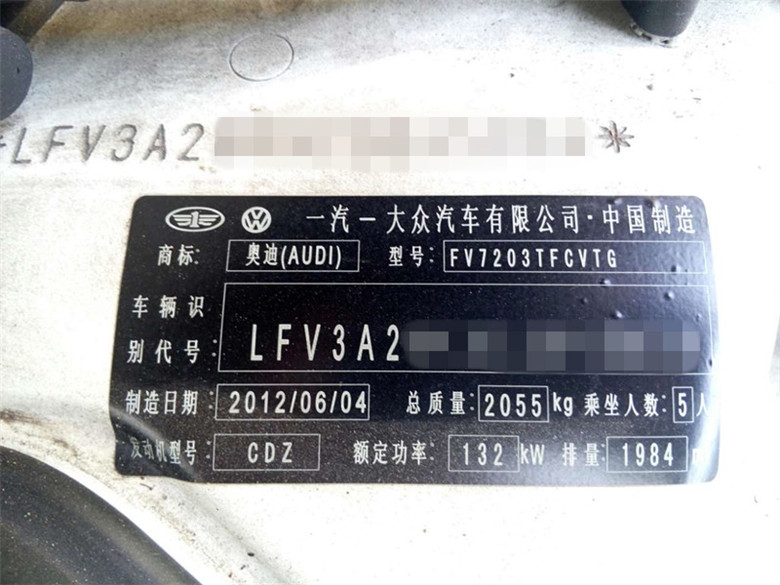 *LFV3A2 *
一汽－大众汽车有限公司·中国制造
商标: 奥迪(AUDI) 型号: FV7203TFCVTG
车辆识
别代号: LFV3A2
制造日期: 2012/06/04 总质量: 2055 kg 乘坐人数: 5 人
发动机型号: CDZ 额定功率: 132 kW 排量: 1984